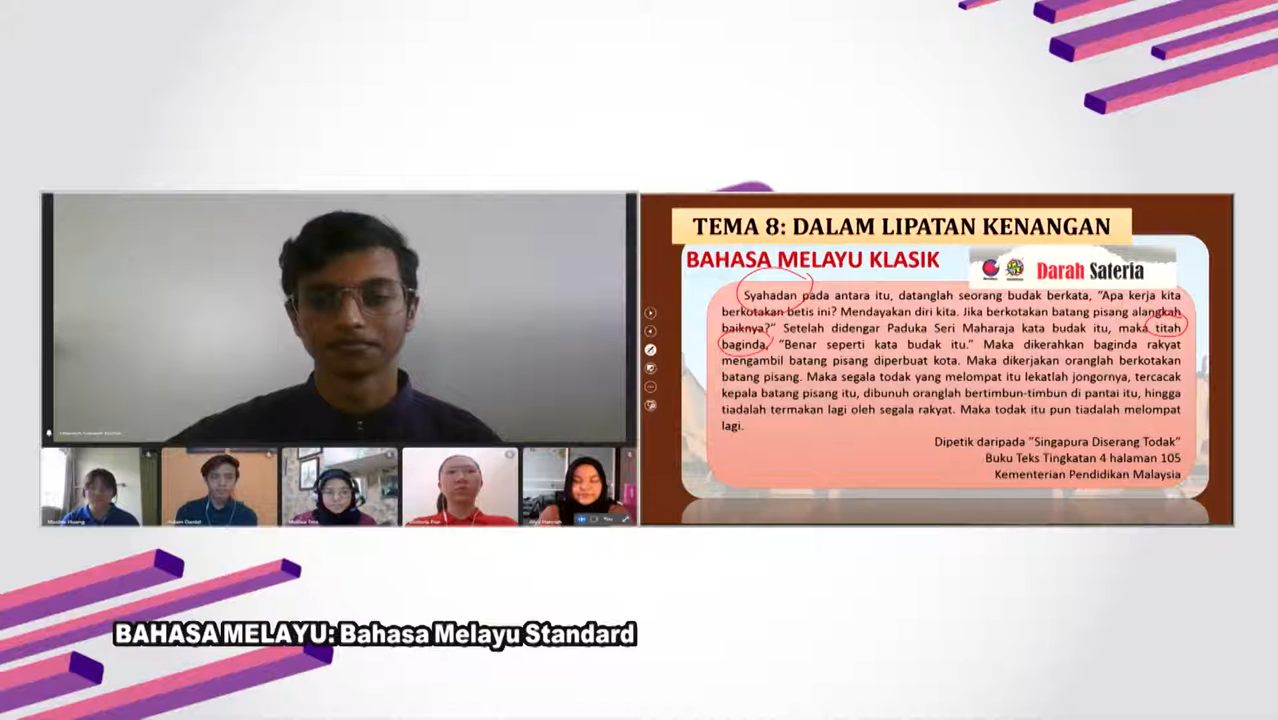 TEMA 8: DALAM LIPATAN KENANGAN
BAHASA MELAYU KLASIK
Darah Sateria
Syahadan pada antara itu, datanglah seorang budak berkata, “Apa kerja kita
berkotakan betis ini? Mendayakan diri kita. Jika berkotakan batang pisang alangkah
baiknya?” Setelah didengar Paduka Seri Maharaja kata budak itu, maka titah
baginda, “Benar seperti kata budak itu.” Maka dikerahkan baginda rakyat
mengambil batang pisang diperbuat kota. Maka dikerjakan oranglah berkotakan
batang pisang. Maka segala todak yang melompat itu lekatlah jongornya, tercacak
kepala batang pisang itu, dibunuh oranglah bertimbun-timbun di pantai itu, hingga
tiadalah termakan lagi oleh segala rakyat. Maka todak itu pun tiadalah melompat
lagi.
Dipetik daripada “Singapura Diserang Todak”
Buku Teks Tingkatan 4 halaman 105
Kementerian Pendidikan Malaysia
Adam Daniel
BAHASA MELAYU: Bahasa Melayu Standard